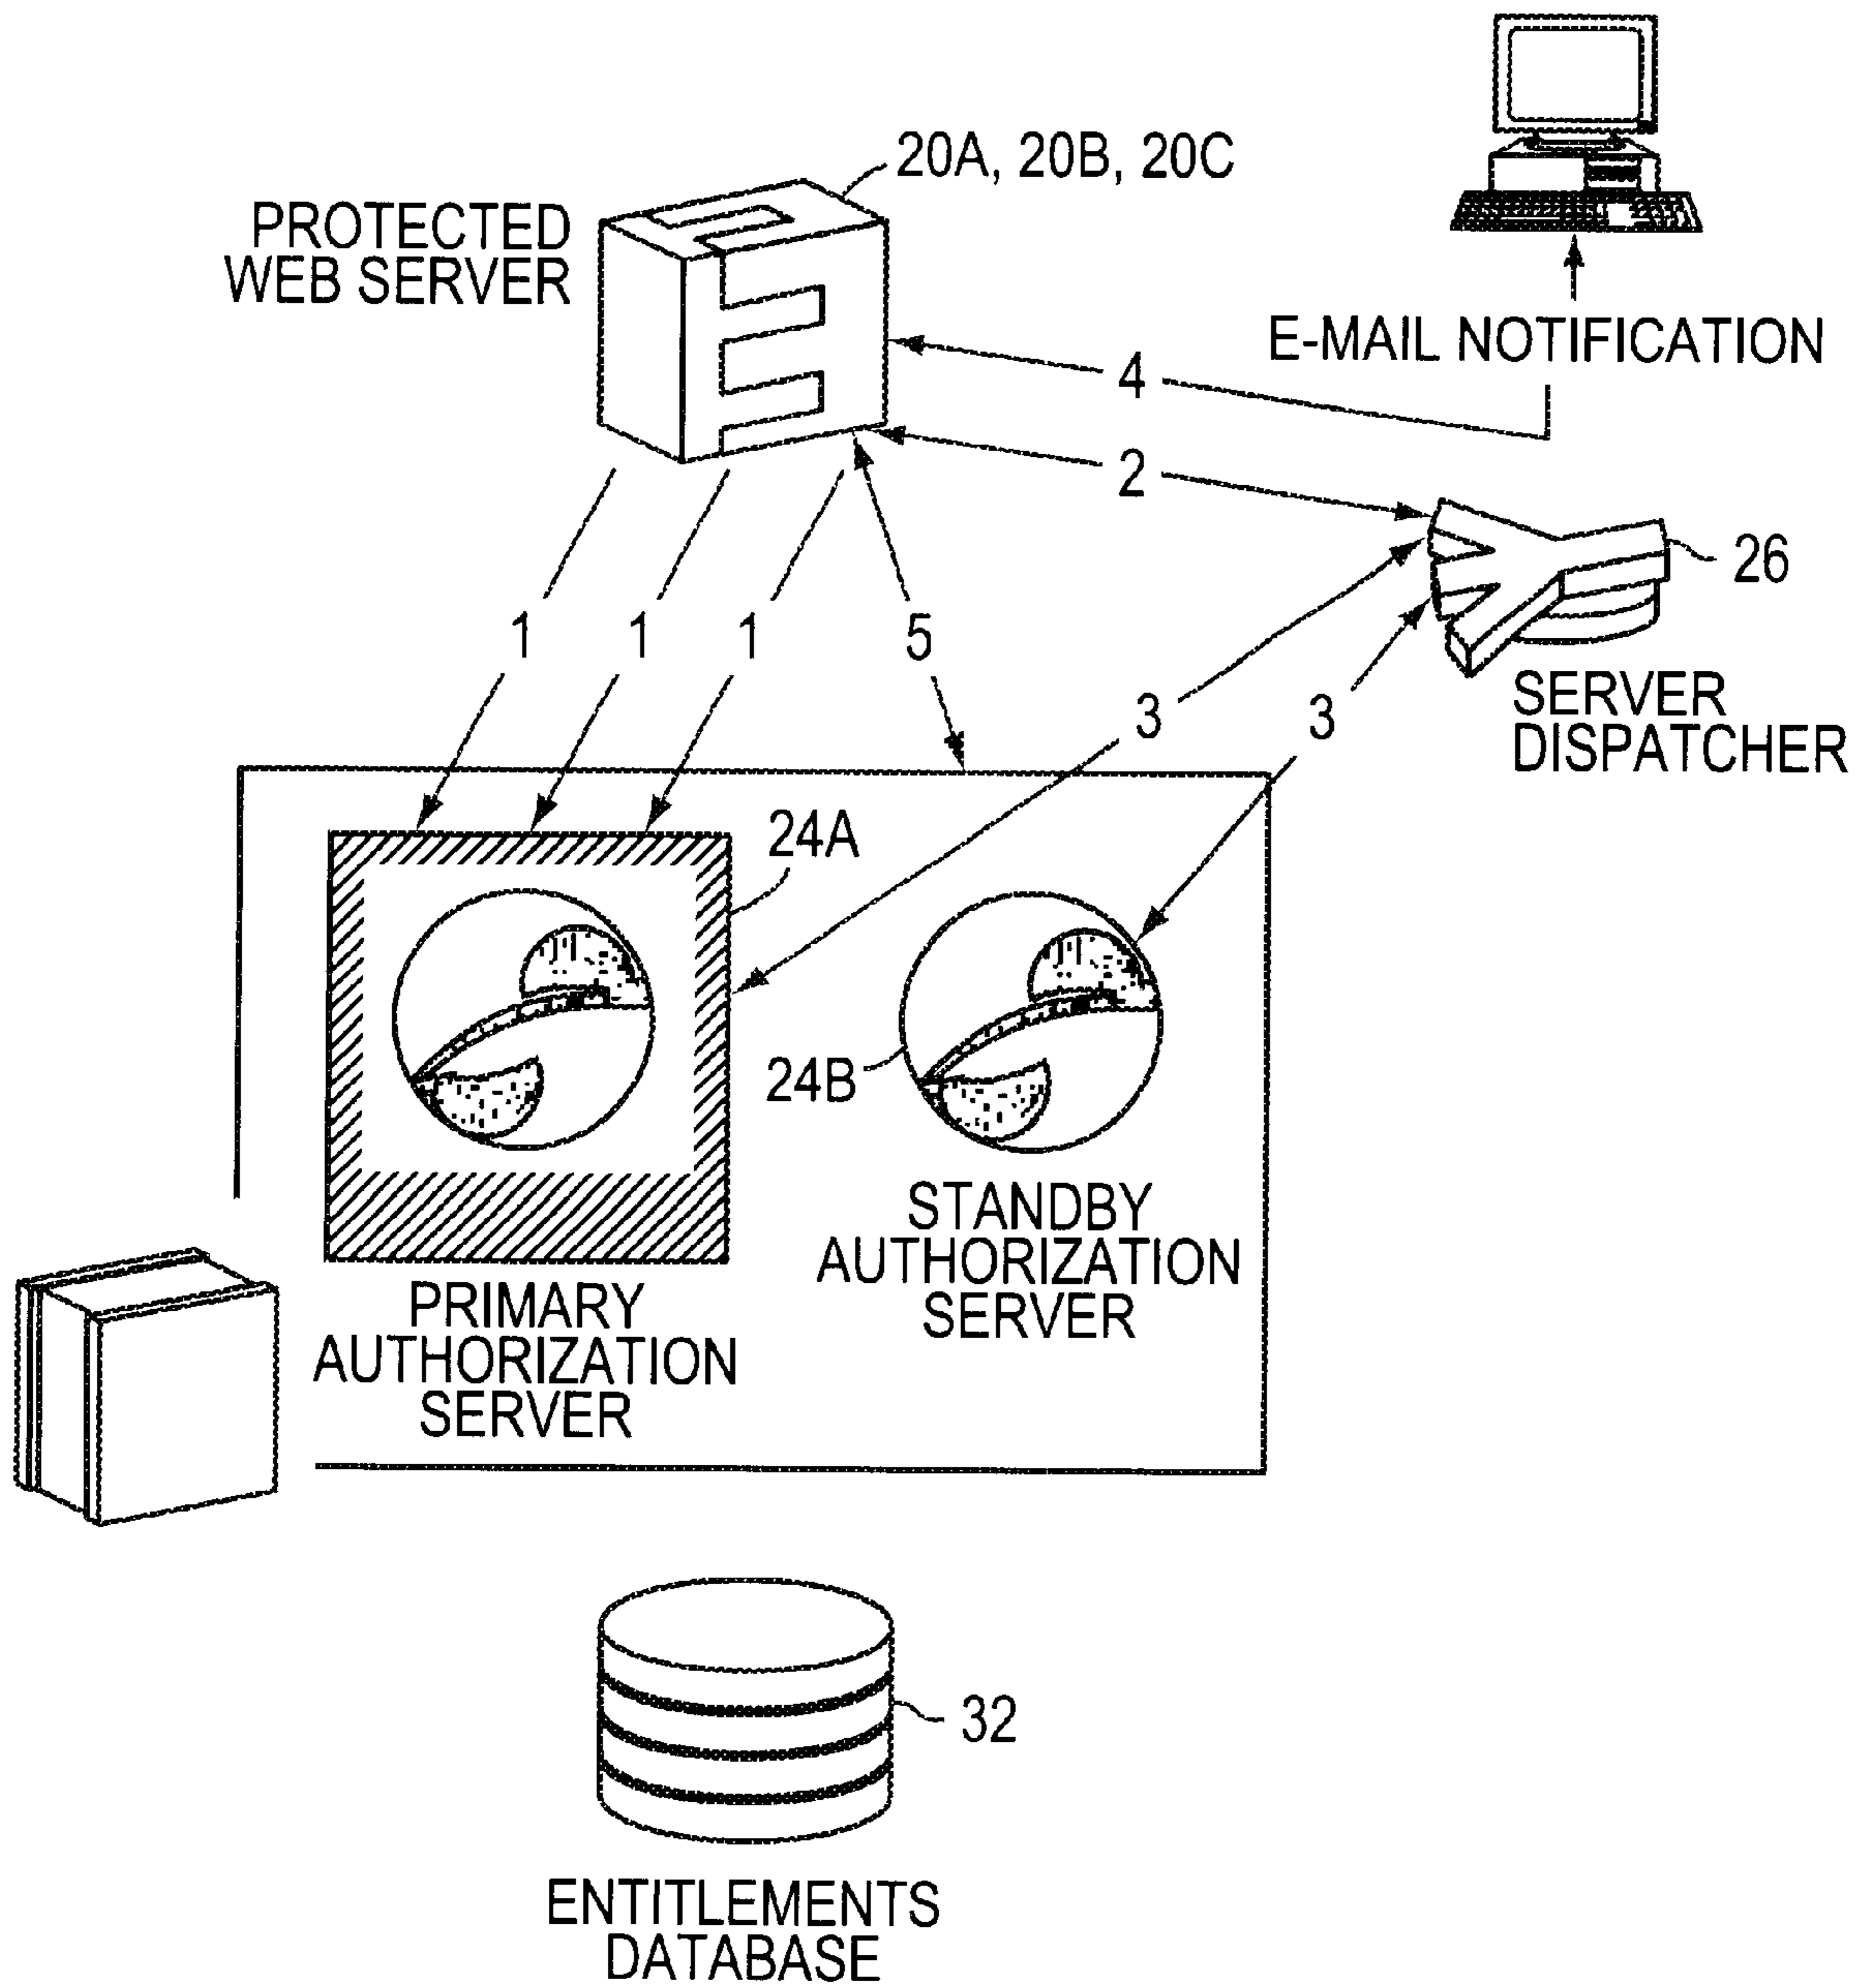 20A, 20B, 20C
PROTECTED
WEB SERVER
E-MAIL NOTIFICATION
4
2
26
1
1
1
5
3
3
SERVER
DISPATCHER
24A
24B
STANDBY
AUTHORIZATION
SERVER
PRIMARY
AUTHORIZATION
SERVER
32
ENTITLEMENTS
DATABASE